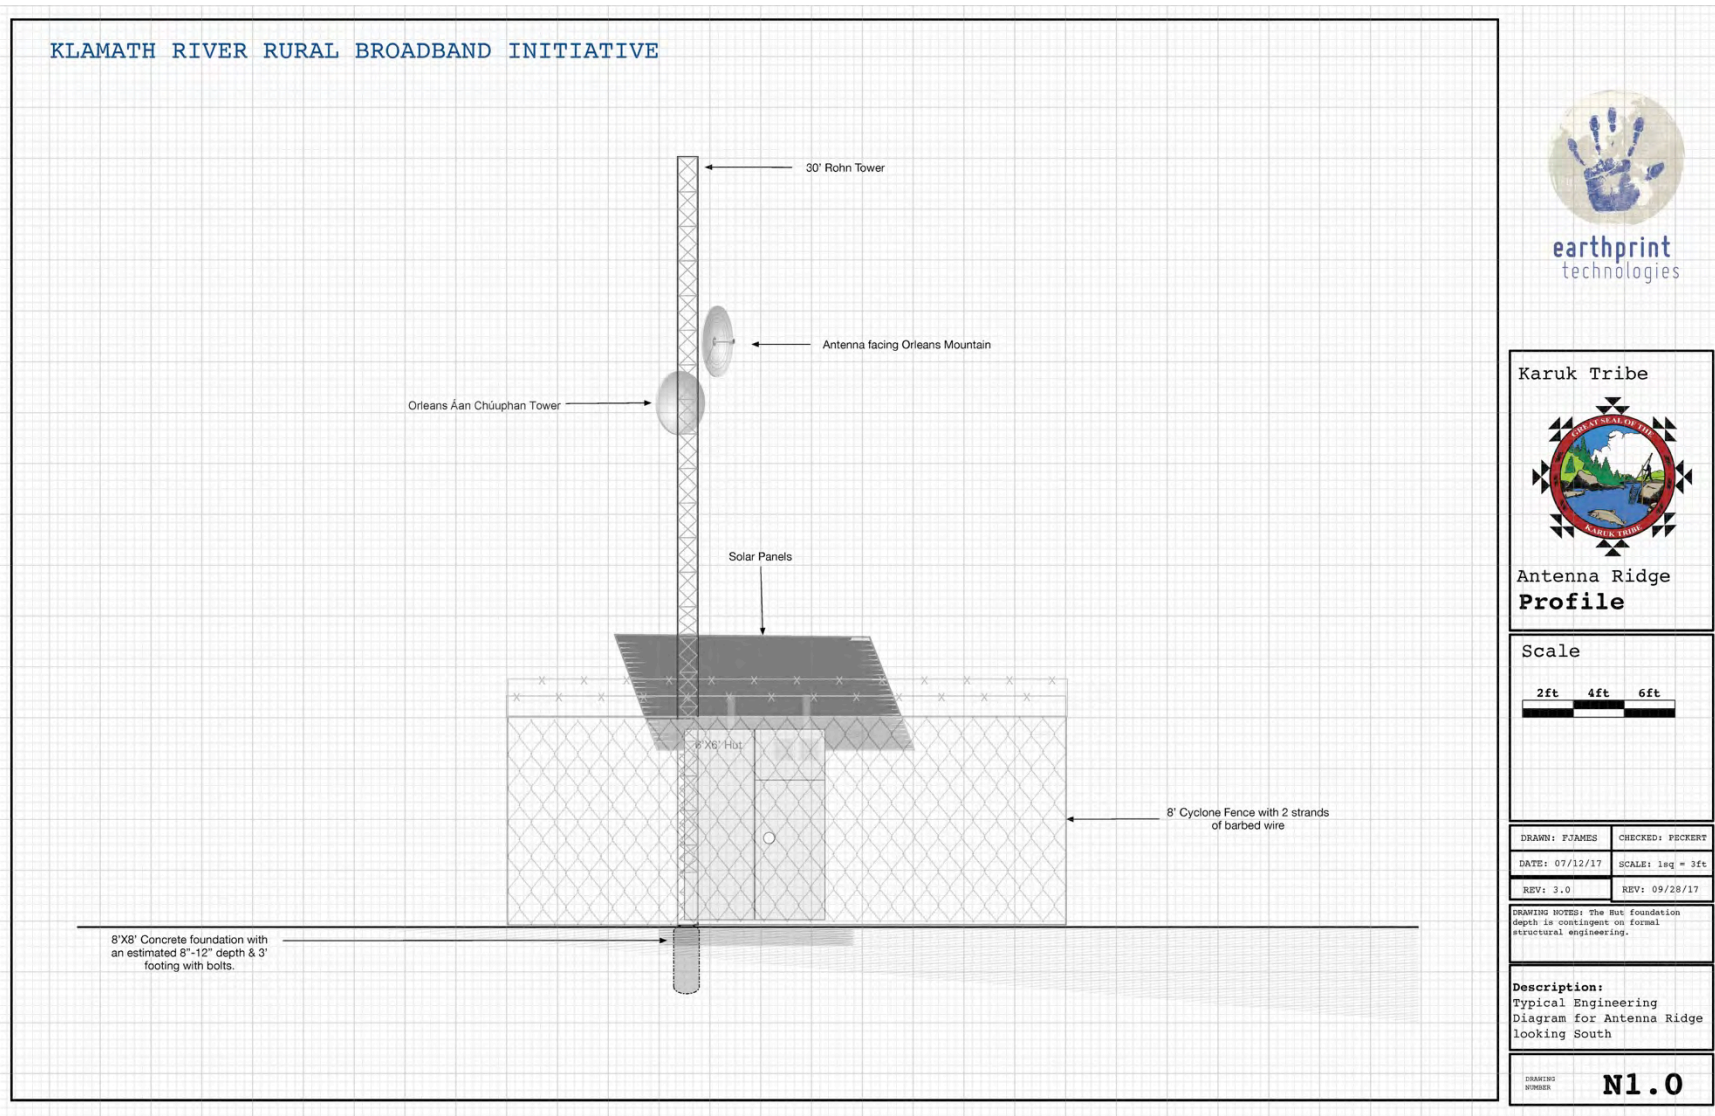 KLAMATH RIVER RURAL BROADBAND INITIATIVE
30' Rohn Tower
Antenna facing Orleans Mountain
Orleans Áan Chúuphan Tower
Solar Panels
6'X6' Hut
8' Cyclone Fence with 2 strands
of barbed wire
8'X8' Concrete foundation with
an estimated 8"-12" depth & 3'
footing with bolts.
earthprint
technologies
Karuk Tribe
GREAT SEAL OF THE
KARUK TRIBE
Antenna Ridge
Profile
Scale
2ft 4ft 6ft
DRAWN: FJAMES
CHECKED: PECKERT
DATE: 07/12/17
SCALE: 1sq = 3ft
REV: 3.0
REV: 09/28/17
DRAWING NOTES: The Hut foundation
depth is contingent on formal
structural engineering.
Description:
Typical Engineering
Diagram for Antenna Ridge
looking South
DRAWING
NUMBER
N1.0